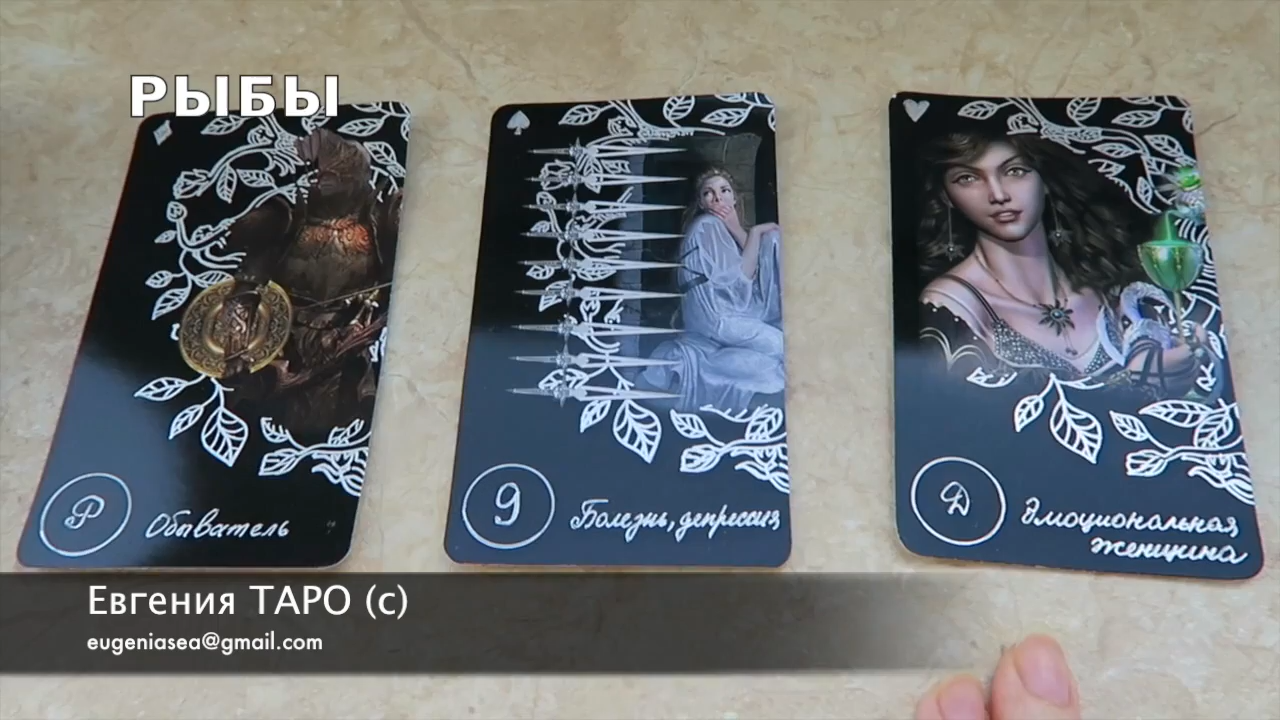 РЫБЫ
Р
Обыватель
9
Болезнь, депрессия
Д
Эмоциональная
женщина
Евгения ТАРО (с)
eugeniasea@gmail.com